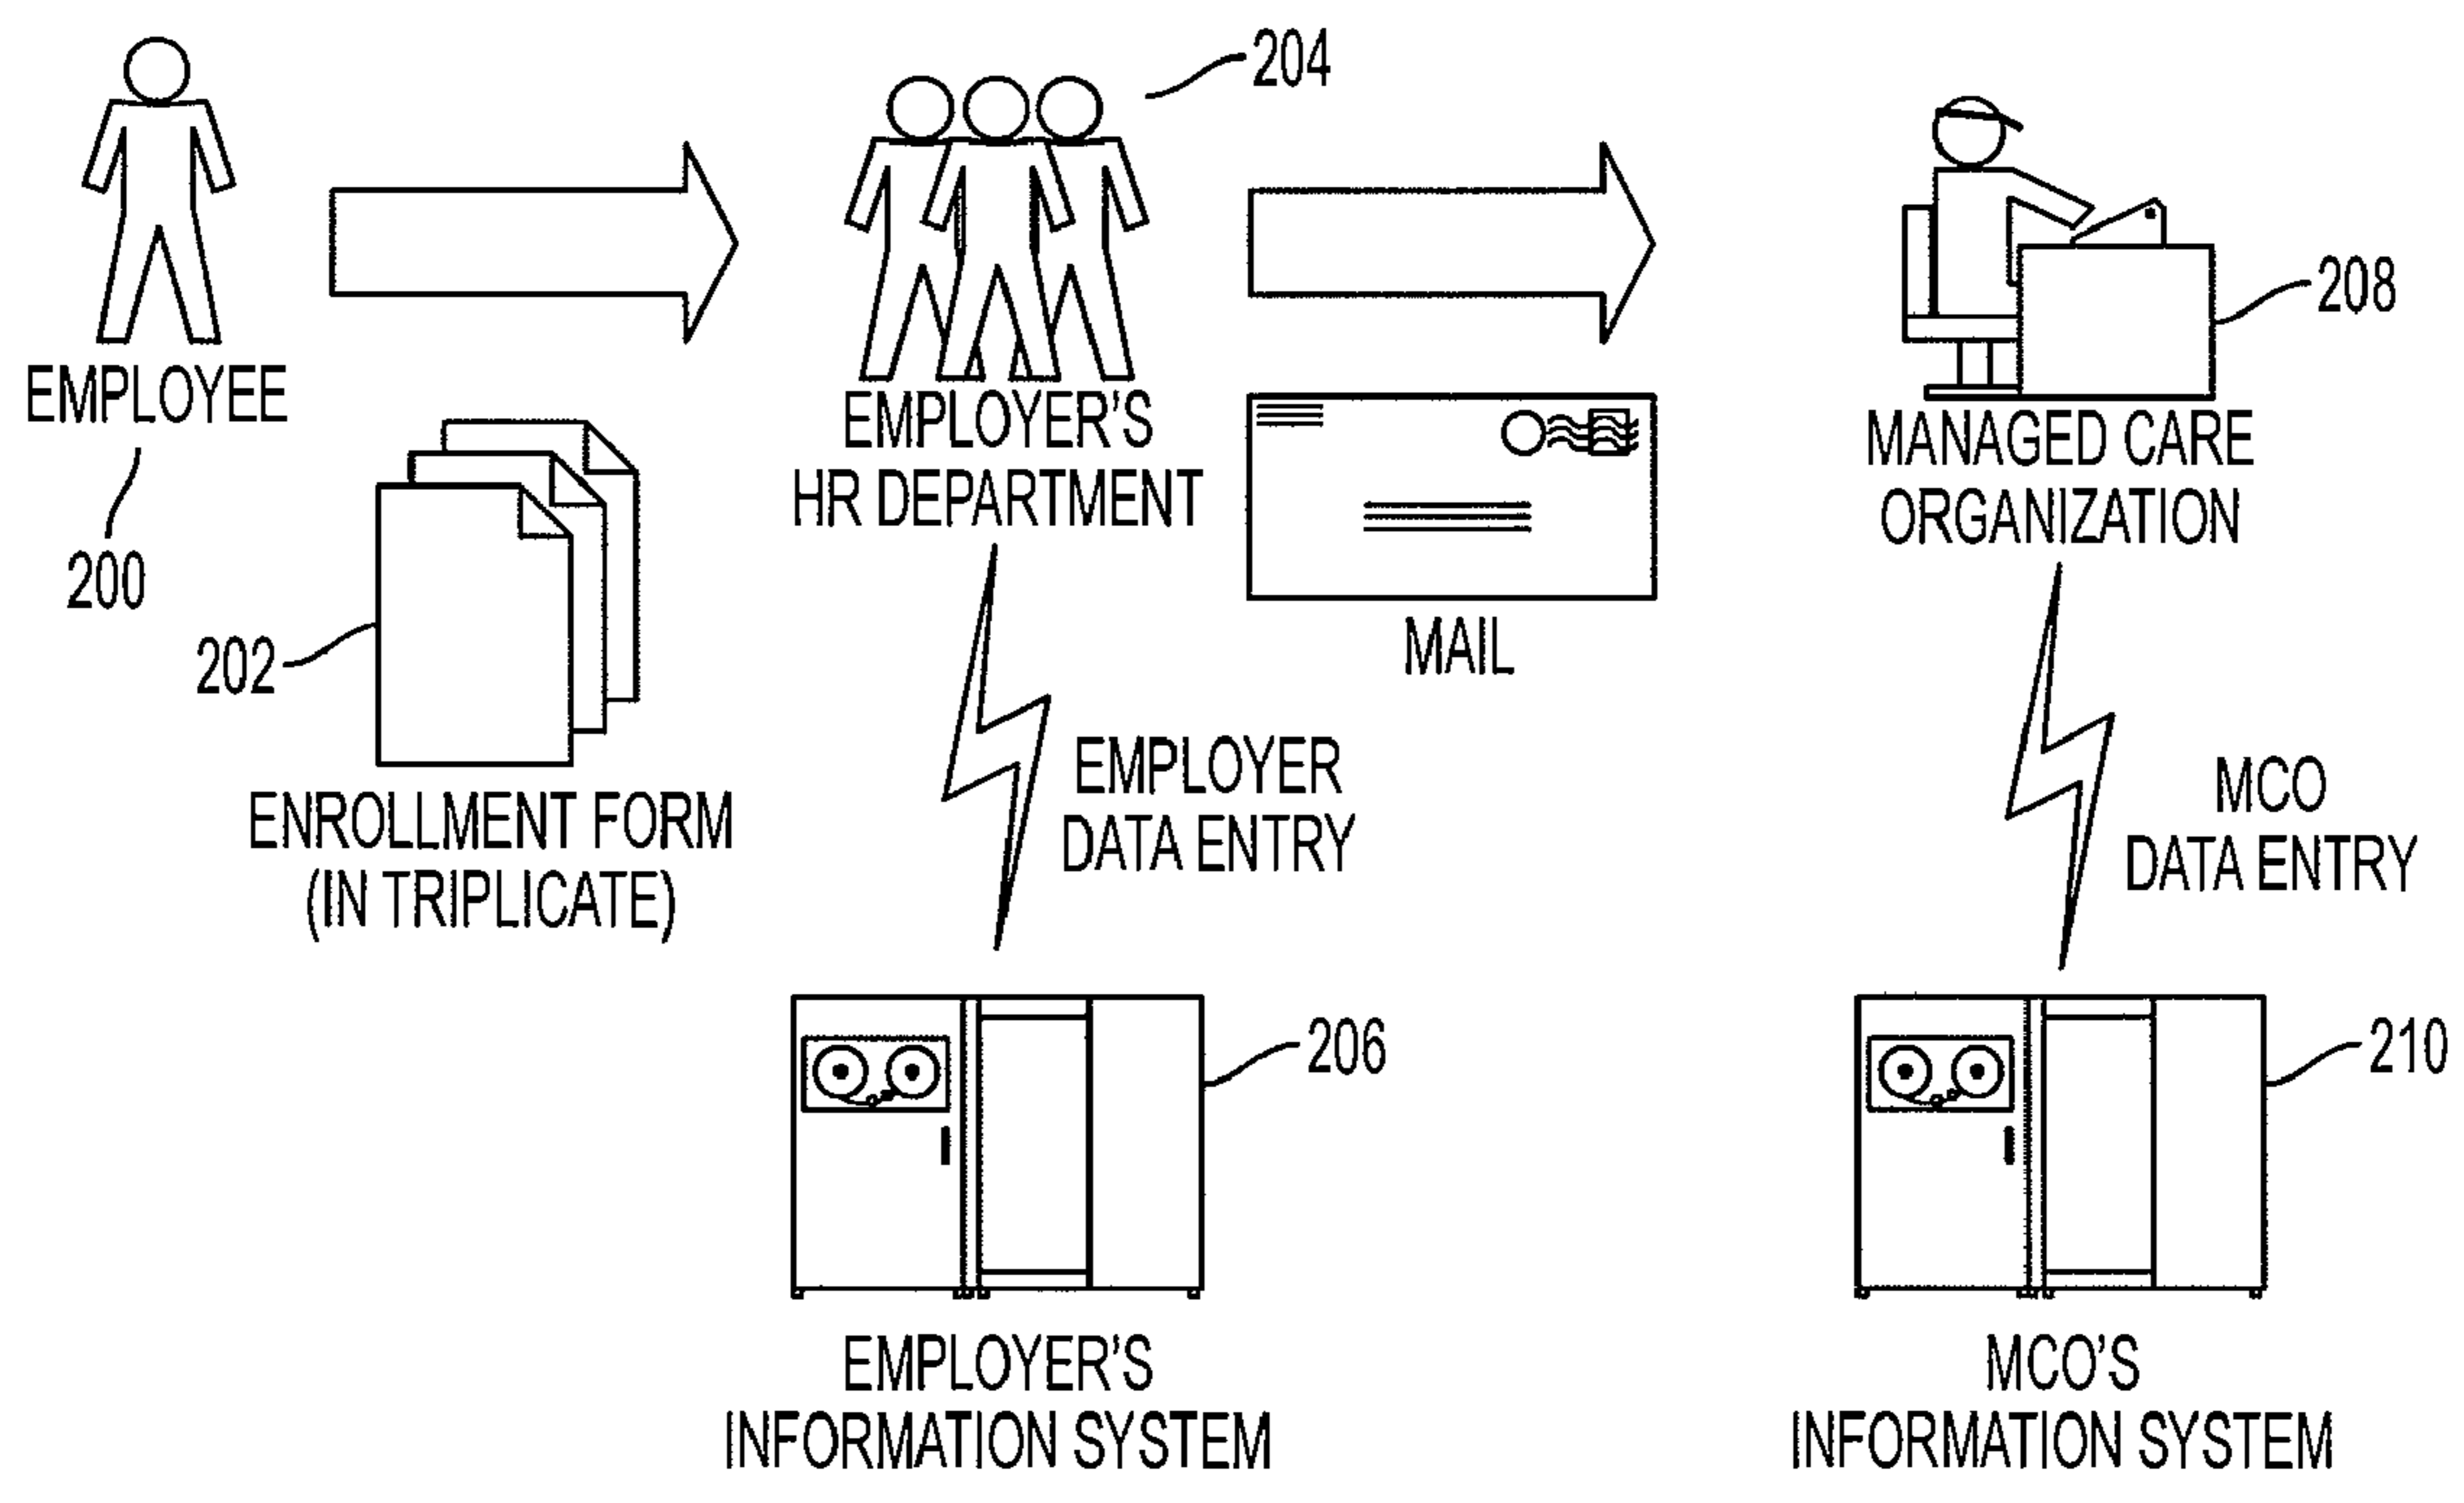 204
EMPLOYEE
200
202
ENROLLMENT FORM
(IN TRIPLICATE)
EMPLOYER'S
HR DEPARTMENT
MAIL
208
MANAGED CARE
ORGANIZATION
EMPLOYER
DATA ENTRY
MCO
DATA ENTRY
206
210
EMPLOYER'S
INFORMATION SYSTEM
MCO'S
INFORMATION SYSTEM